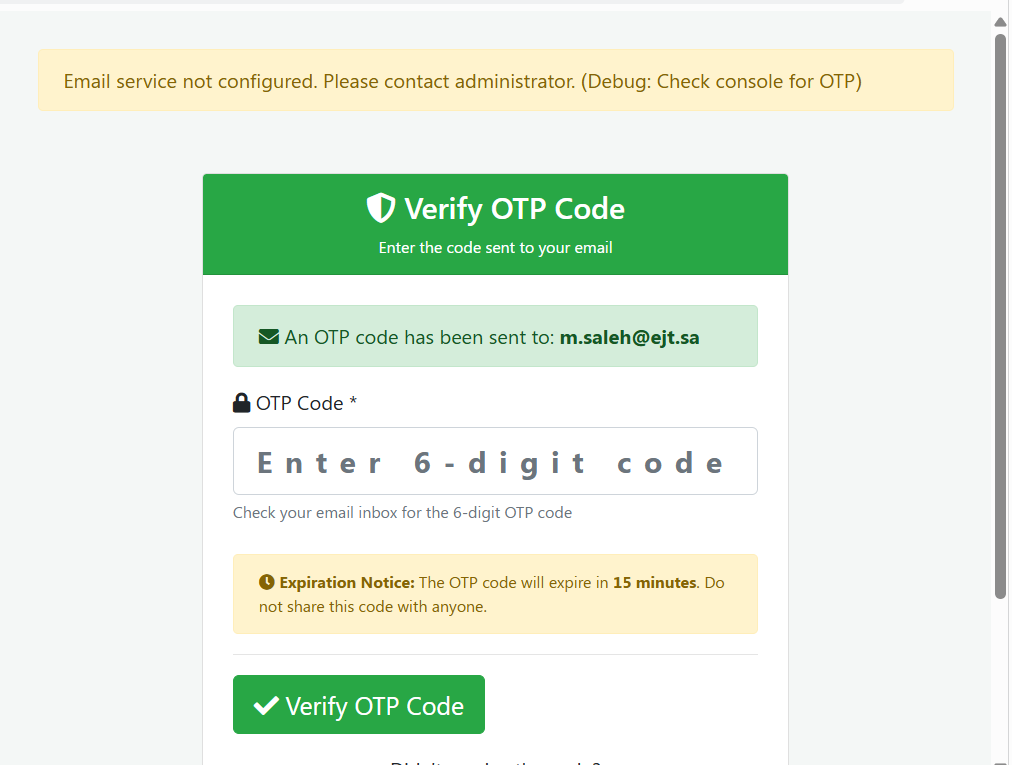 Email service not configured. Please contact administrator. (Debug: Check console for OTP)
Verify OTP Code
Enter the code sent to your email
An OTP code has been sent to: m.saleh@ejt.sa
OTP Code *
Enter 6-digit code
Check your email inbox for the 6-digit OTP code
Expiration Notice: The OTP code will expire in 15 minutes. Do
not share this code with anyone.
Verify OTP Code